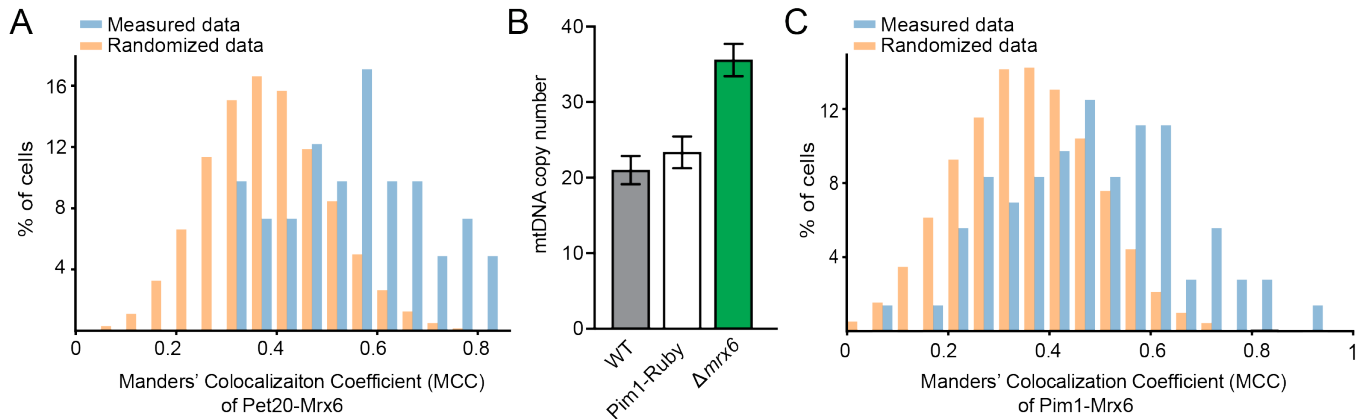 A
Measured data
Randomized data
% of cells
16
12
8
4
0
0.2
0.4
0.6
0.8
Manders’ Colocalizaiton Coefficient (MCC)
of Pet20-Mrx6
B
mtDNA copy number
40
30
20
10
0
WT
Pim1-Ruby
Δmrx6
C
Measured data
Randomized data
% of cells
12
8
4
0
0.2
0.4
0.6
0.8
1
Manders’ Colocalization Coefficient (MCC)
of Pim1-Mrx6